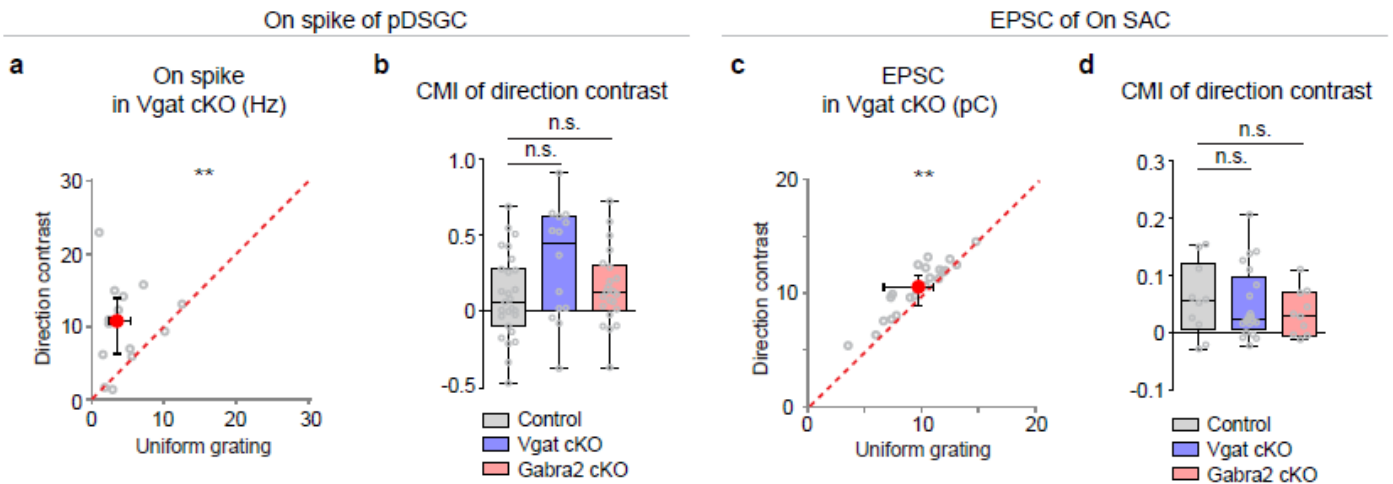 On spike of pDSGC
EPSC of On SAC
a
On spike
in Vgat cKO (Hz)
**
30
20
10
0
Direction contrast
0
10
20
30
Uniform grating
b
CMI of direction contrast
n.s.
n.s.
1.0
0.5
0
-0.5
Control
Vgat cKO
Gabra2 cKO
c
EPSC
in Vgat cKO (pC)
**
20
10
0
Direction contrast
0
10
20
Uniform grating
d
CMI of direction contrast
n.s.
n.s.
0.3
0.2
0.1
0
-0.1
Control
Vgat cKO
Gabra2 cKO